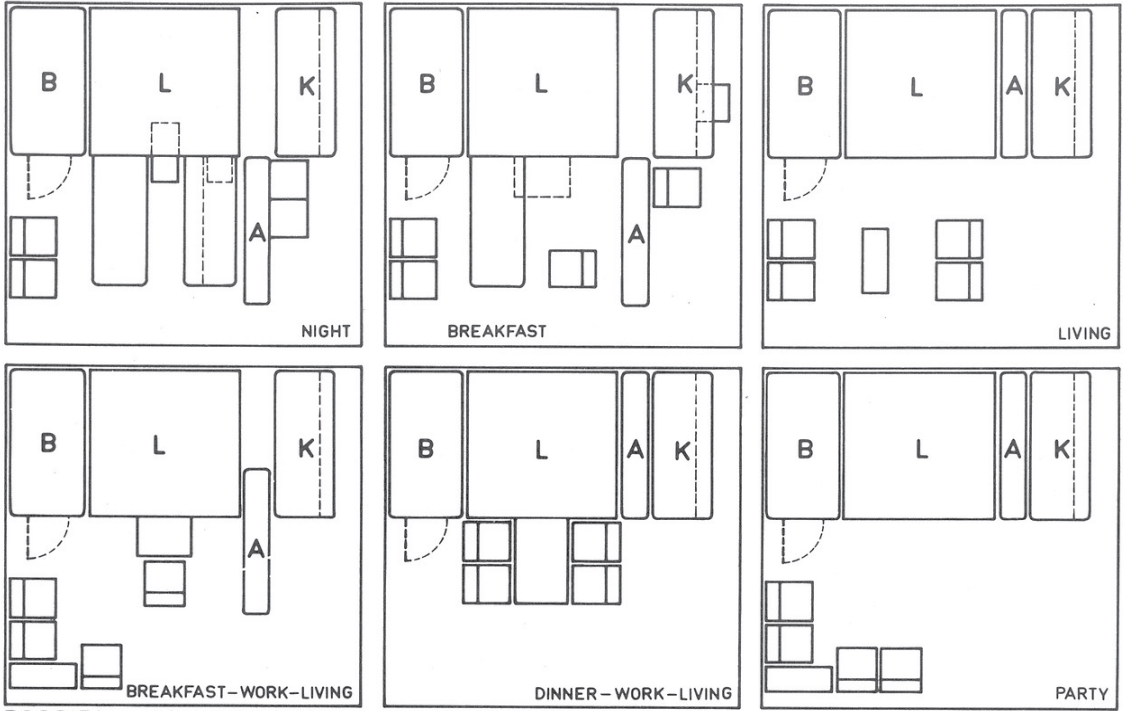 B L K
A
NIGHT
B L K
A
BREAKFAST
B L A K
LIVING
B L K
A
BREAKFAST-WORK-LIVING
B L A K
DINNER-WORK-LIVING
B L A K
PARTY